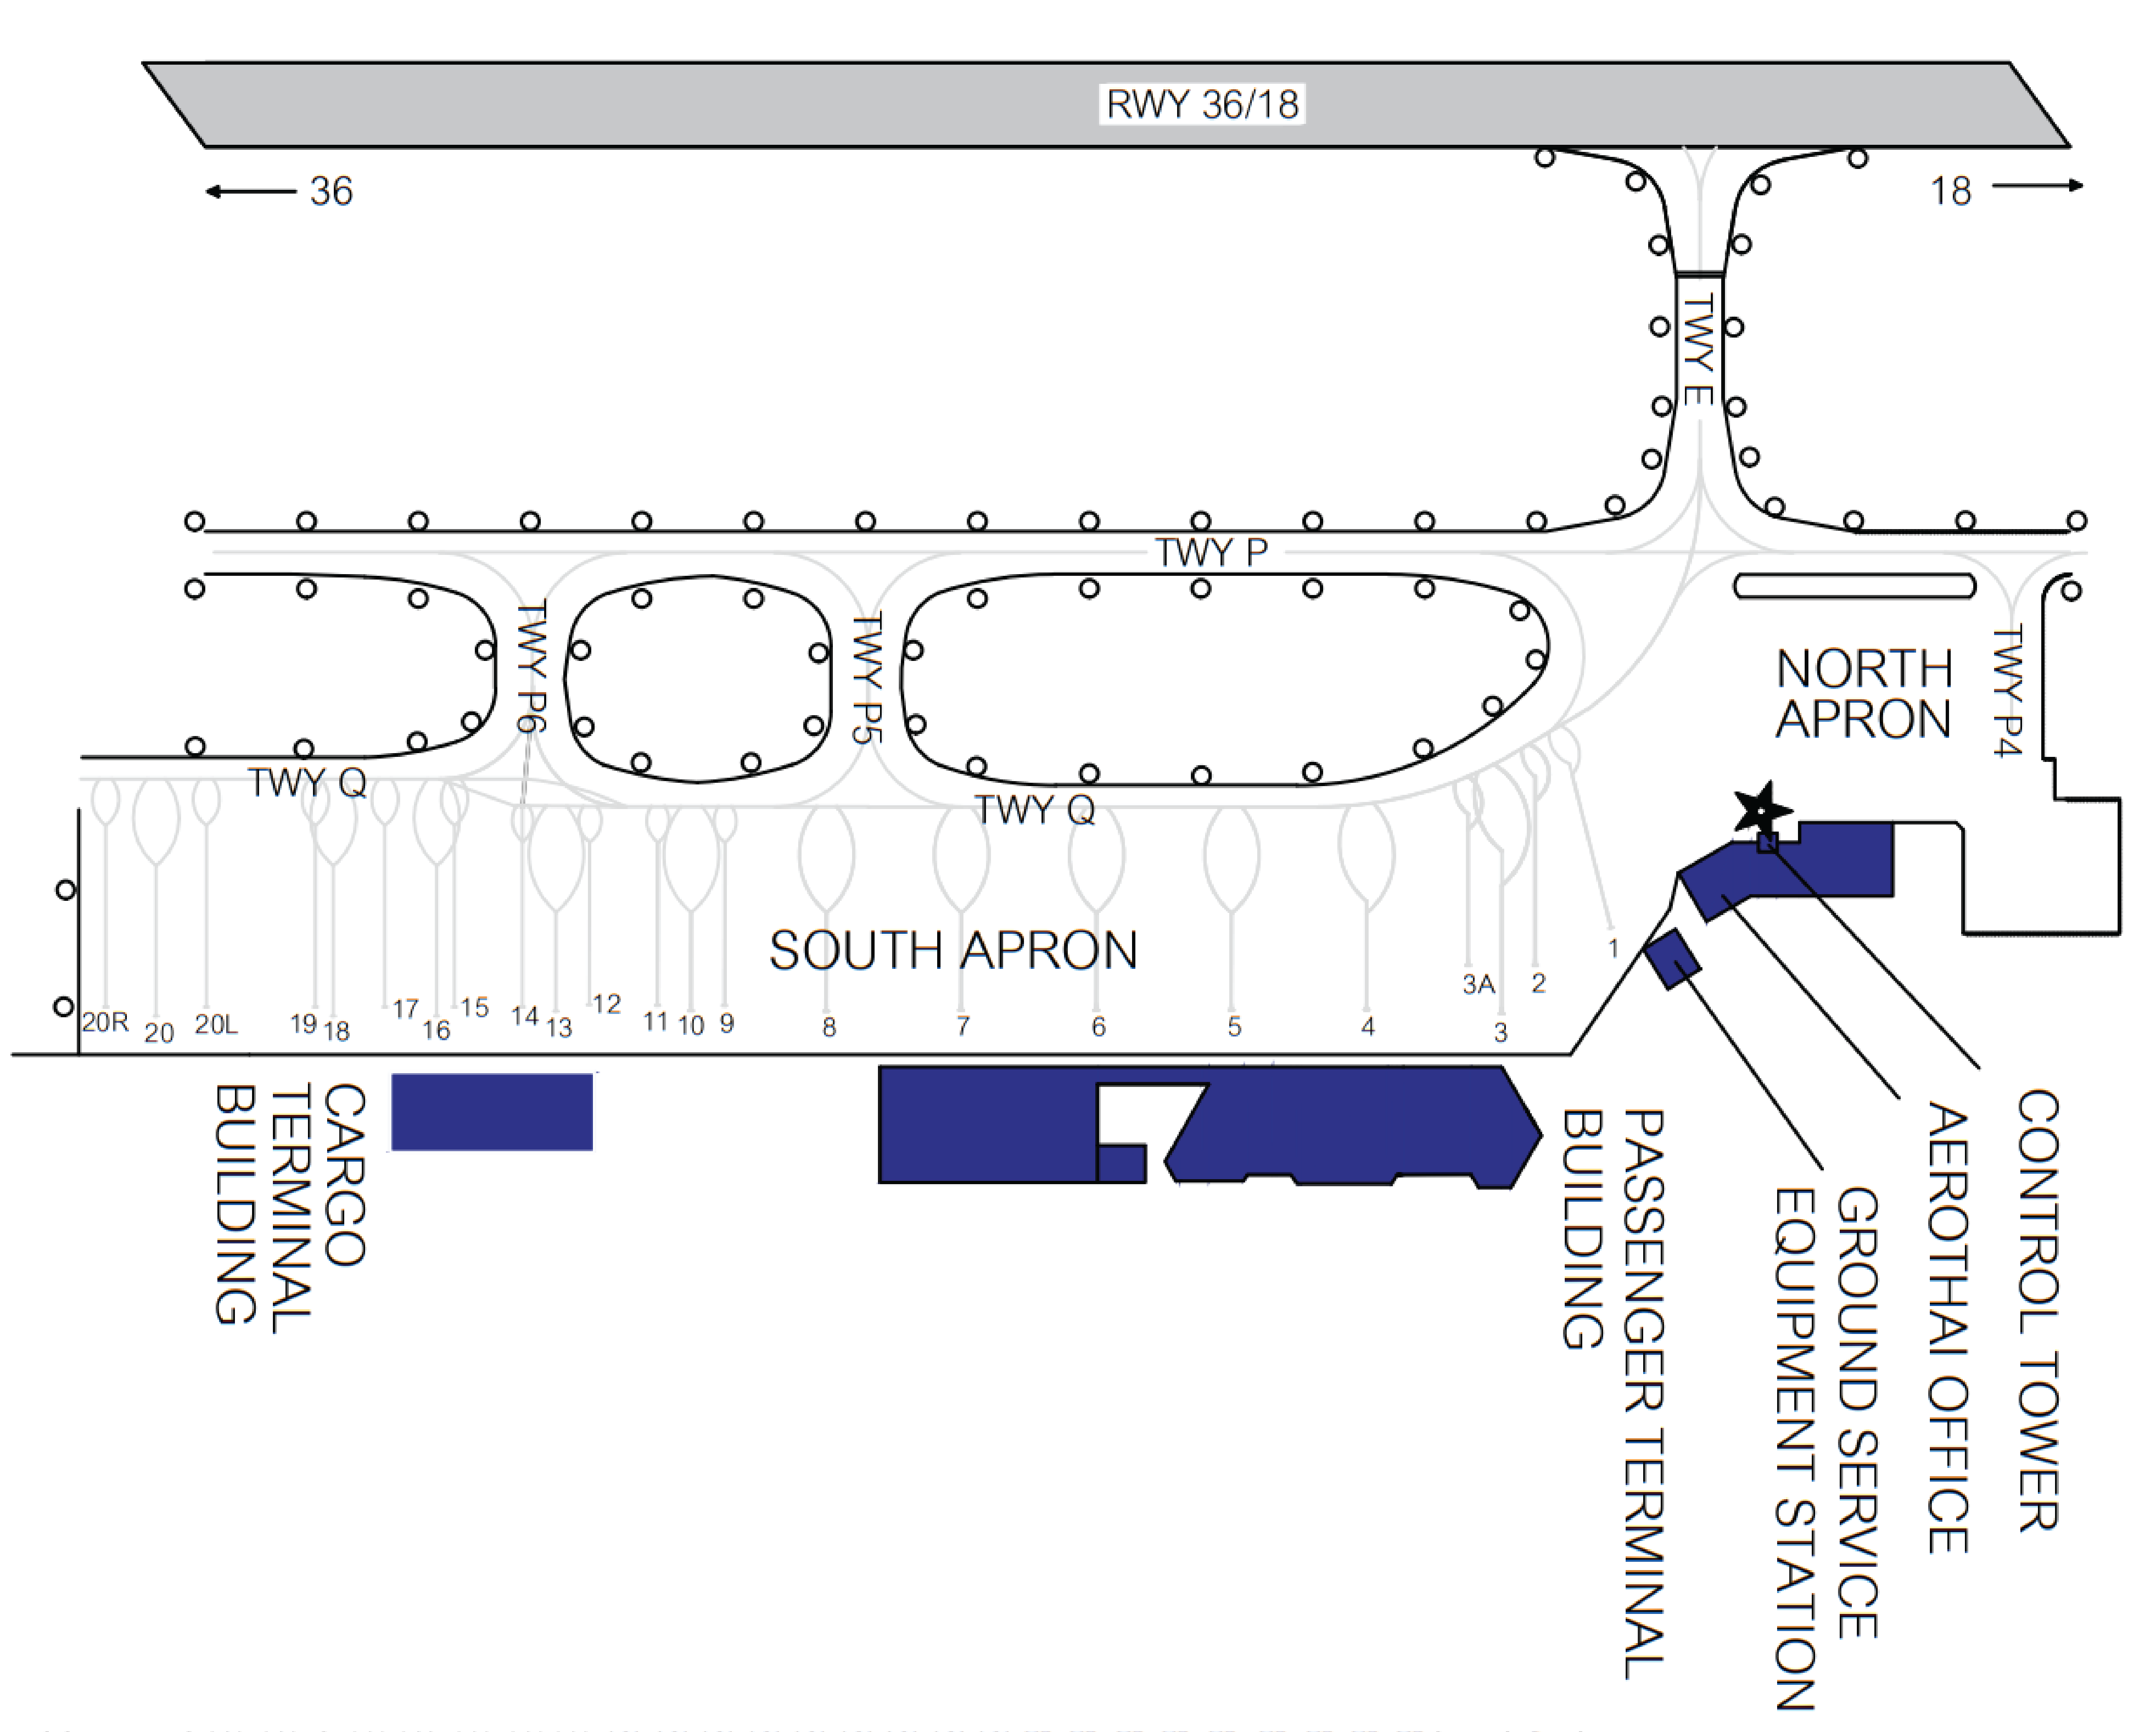 RWY 36/18
36
18
TWY E
TWY P
TWY P6
TWY P5
TWY P4
NORTH
APRON
TWY Q
TWY Q
SOUTH APRON
20R
20
20L
19
18
17
16
15
14
13
12
11
10
9
8
7
6
5
4
3A
3
2
1
CARGO
TERMINAL
BUILDING
PASSENGER TERMINAL
BUILDING
GROUND SERVICE
EQUIPMENT STATION
AEROTHAI OFFICE
CONTROL TOWER